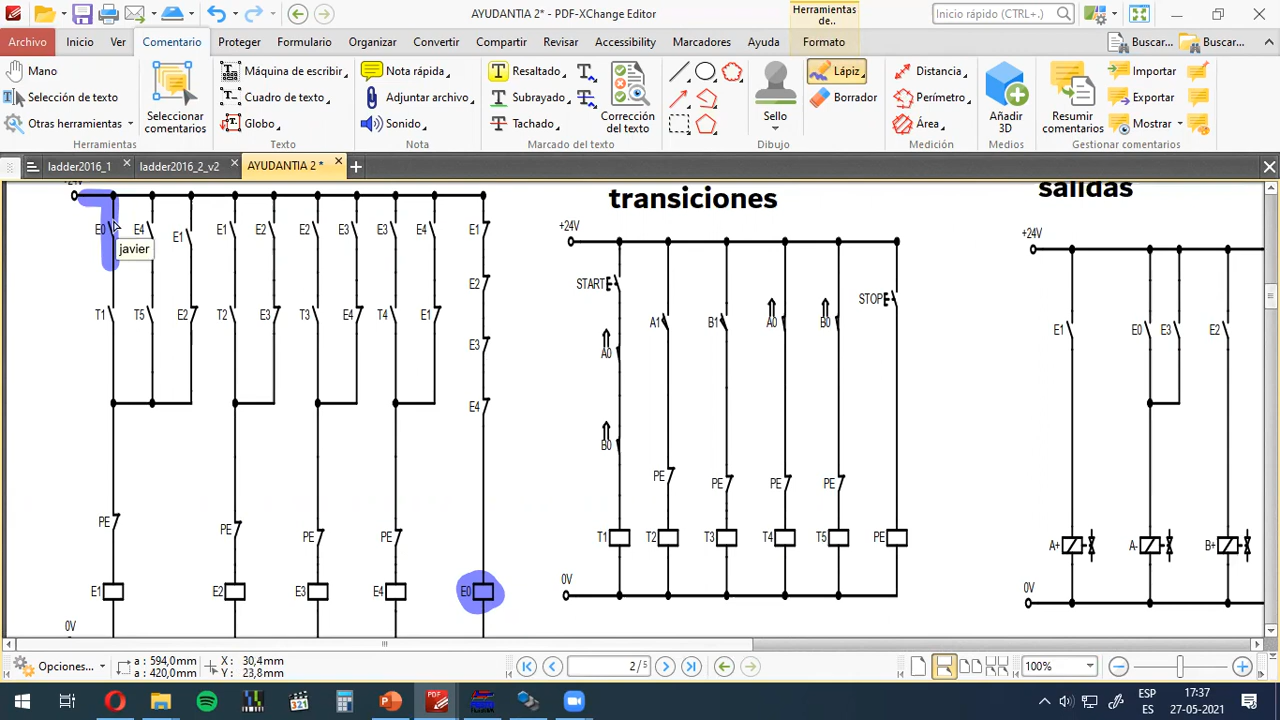 AYUDANTIA 2 * - PDF-XChange Editor
Herramientas de..
Inicio rápido (CTRL+.)
Archivo Inicio Ver Comentario Proteger Formulario Organizar Convertir Compartir Revisar Accessibility Marcadores Ayuda Formato Buscar... Buscar...
Mano
Selección de texto
Otras herramientas
Herramientas
Seleccionar comentarios
Máquina de escribir
Cuadro de texto
Globo
Texto
Nota rápida
Adjuntar archivo
Sonido
Nota
Resaltado
Subrayado
Tachado
Corrección del texto
Marcado del texto
Lápiz
Borrador
Dibujo
Sello
Distancia
Perímetro
Área
Medición
Añadir 3D
Medios
Resumir comentarios
Importar
Exportar
Mostrar
Gestionar comentarios
ladder2016_1 ladder2016_2_v2 AYUDANTIA 2 *
+24V
E0 E4 E1 E1 E2 E2 E3 E3 E4 E1
javier
E2
T1 T5 E2 T2 E3 T3 E4 T4 E1
E3
E4
PE PE PE PE
E1 E2 E3 E4 E0
0V
transiciones
+24V
START STOP
A1 B1 A0 B0
A0
B0
PE PE PE PE
T1 T2 T3 T4 T5 PE
0V
salidas
+24V
E1 E0 E3 E2
A+ A- B+
0V
Opciones...
a : 594,0mm
a : 420,0mm
X: 30,4mm
Y: 23,8mm
2/5
100%
321
PDF
ESP
ES
17:37
27-05-2021